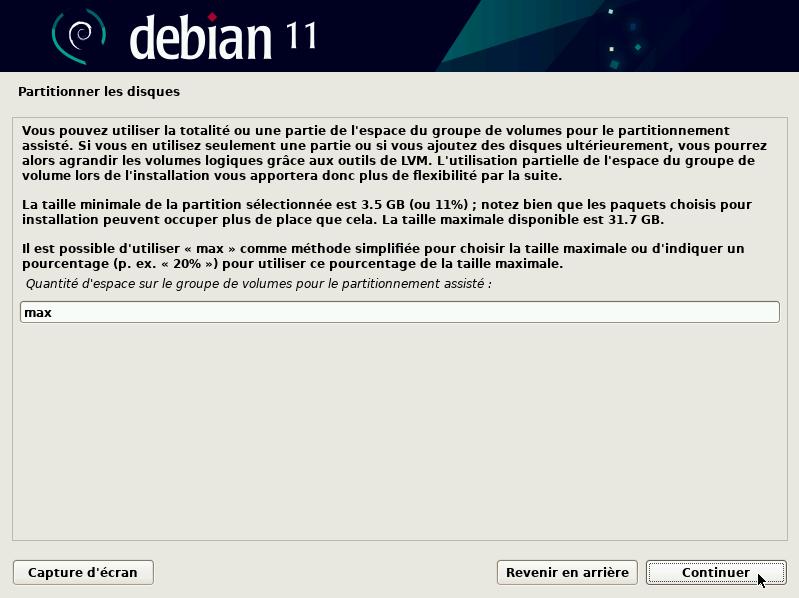 debian 11
Partitionner les disques
Vous pouvez utiliser la totalité ou une partie de l'espace du groupe de volumes pour le partitionnement
assisté. Si vous en utilisez seulement une partie ou si vous ajoutez des disques ultérieurement, vous pourrez
alors agrandir les volumes logiques grâce aux outils de LVM. L'utilisation partielle de l'espace du groupe de
volume lors de l'installation vous apportera donc plus de flexibilité par la suite.
La taille minimale de la partition sélectionnée est 3.5 GB (ou 11%) ; notez bien que les paquets choisis pour
installation peuvent occuper plus de place que cela. La taille maximale disponible est 31.7 GB.
Il est possible d'utiliser « max » comme méthode simplifiée pour choisir la taille maximale ou d'indiquer un
pourcentage (p. ex. « 20% ») pour utiliser ce pourcentage de la taille maximale.
Quantité d'espace sur le groupe de volumes pour le partitionnement assisté :
max
Capture d'écran
Revenir en arrière
Continuer